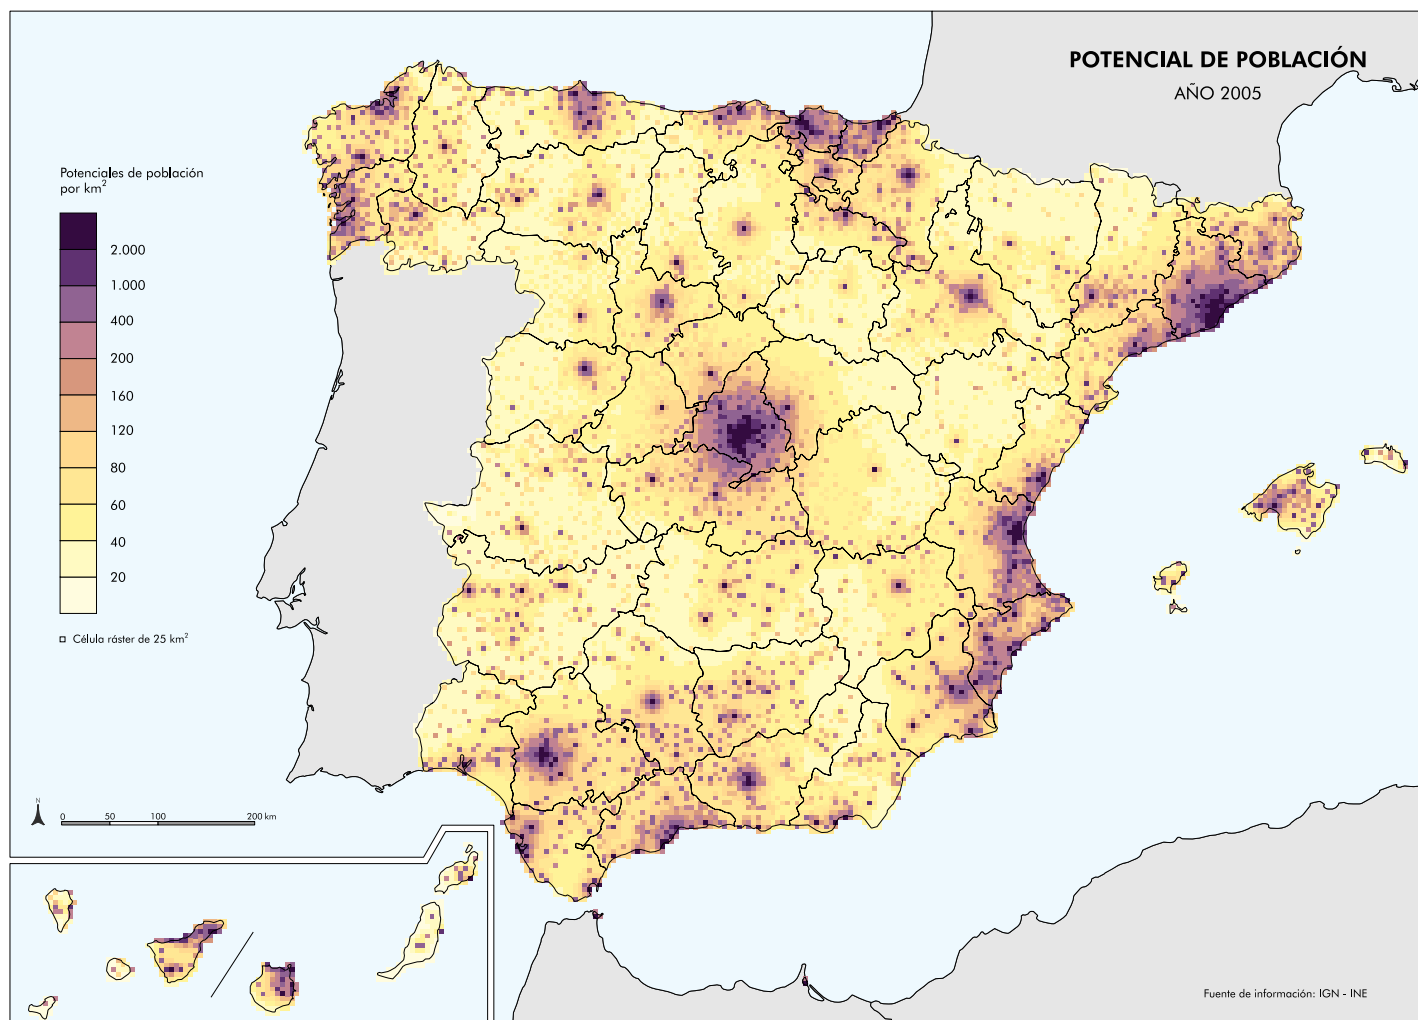 POTENCIAL DE POBLACIÓN
AÑO 2005
Potenciales de población
por km²
2.000
1.000
400
200
160
120
80
60
40
20
Célula ráster de 25 km²
N
0 50 100 200 km
Fuente de información: IGN - INE